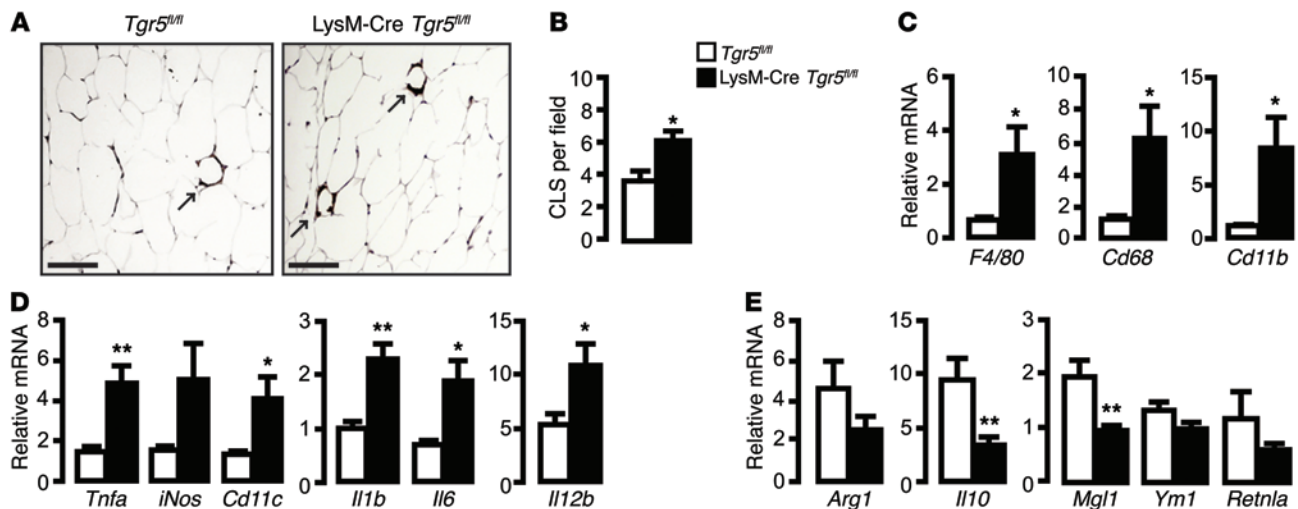 A
Tgr5fl/fl
LysM-Cre Tgr5fl/fl
B
Tgr5fl/fl
LysM-Cre Tgr5fl/fl
CLS per field
10
8
6
4
2
0
*
C
Relative mRNA
6
4
2
0
*
F4/80
10
8
6
4
2
0
*
Cd68
15
10
5
0
*
Cd11b
D
Relative mRNA
8
6
4
2
0
** *
Tnfa iNos Cd11c
3
2
1
0
** *
Il1b Il6
15
10
5
0
*
Il12b
E
Relative mRNA
8
6
4
2
0
Arg1
15
10
5
0
**
Il10
3
2
1
0
**
Mgl1 Ym1 Retnla